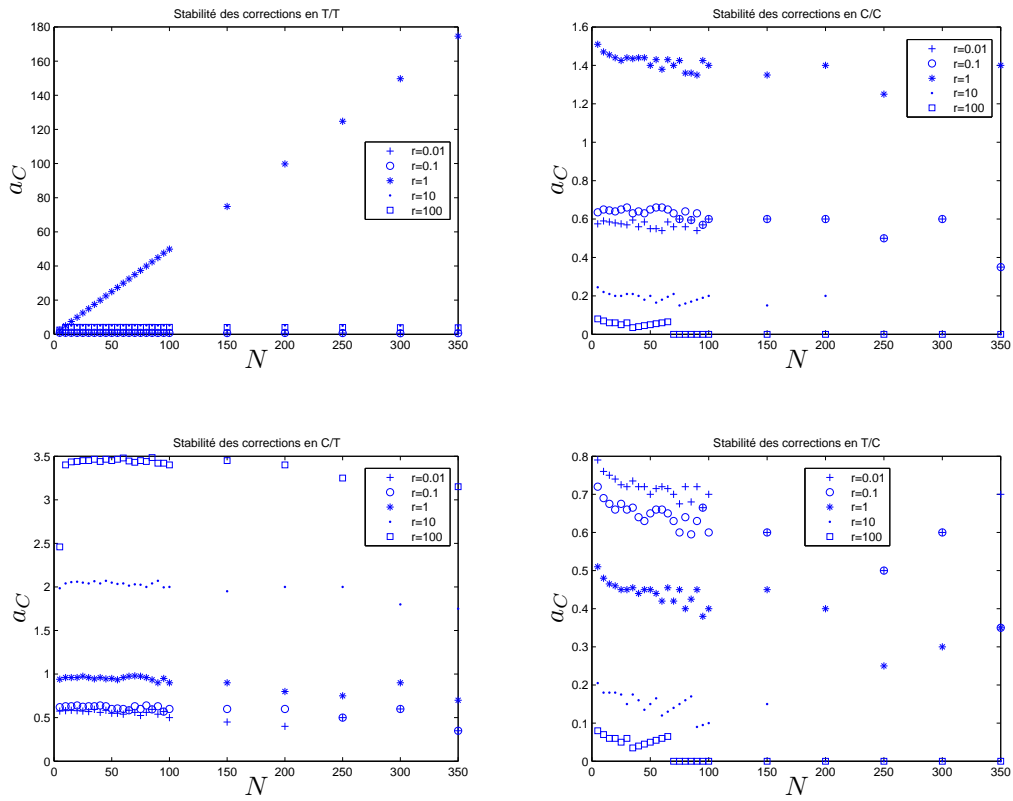 Stabilité des corrections en T/T
180
160
140
120
100
80
60
40
20
0
a_C
r=0.01
r=0.1
r=1
r=10
r=100
0 50 100 150 200 250 300 350
N
Stabilité des corrections en C/C
1.6
1.4
1.2
1
0.8
0.6
0.4
0.2
0
a_C
r=0.01
r=0.1
r=1
r=10
r=100
0 50 100 150 200 250 300 350
N
Stabilité des corrections en C/T
3.5
3
2.5
2
1.5
1
0.5
0
a_C
r=0.01
r=0.1
r=1
r=10
r=100
0 50 100 150 200 250 300 350
N
Stabilité des corrections en T/C
0.8
0.7
0.6
0.5
0.4
0.3
0.2
0.1
0
a_C
r=0.01
r=0.1
r=1
r=10
r=100
0 50 100 150 200 250 300 350
N